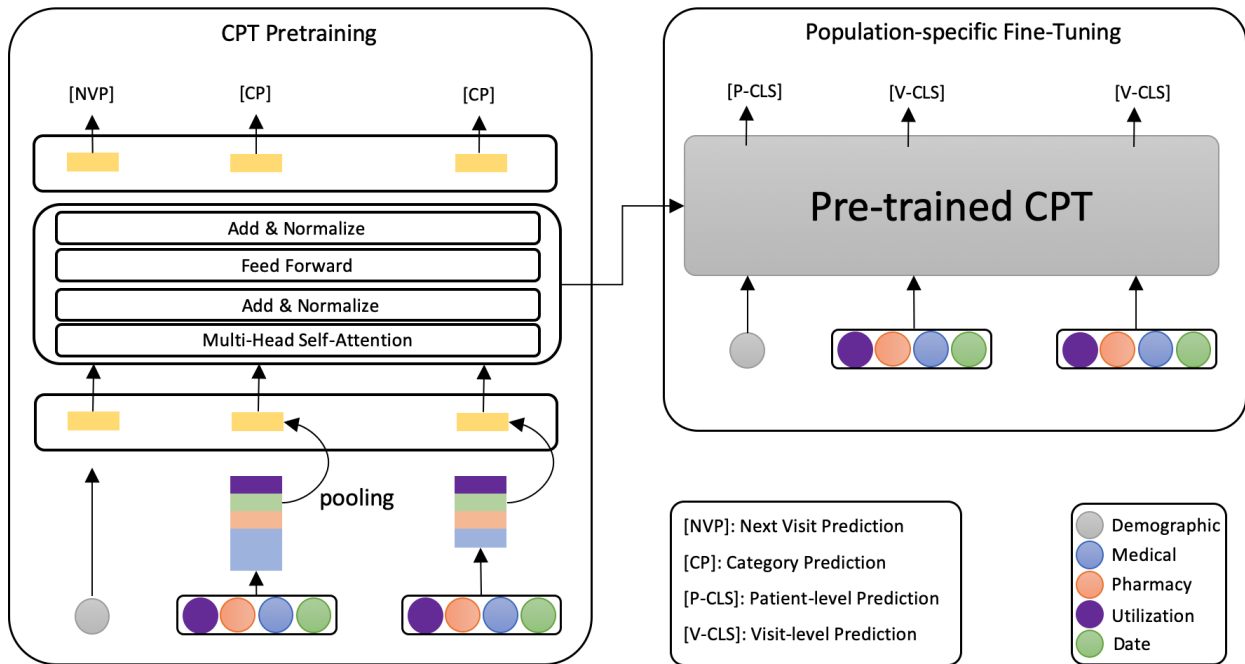 CPT Pretraining
[NVP]
[CP]
[CP]
Add & Normalize
Feed Forward
Add & Normalize
Multi-Head Self-Attention
pooling
Population-specific Fine-Tuning
[P-CLS]
[V-CLS]
[V-CLS]
Pre-trained CPT
[NVP]: Next Visit Prediction
[CP]: Category Prediction
[P-CLS]: Patient-level Prediction
[V-CLS]: Visit-level Prediction
Demographic
Medical
Pharmacy
Utilization
Date